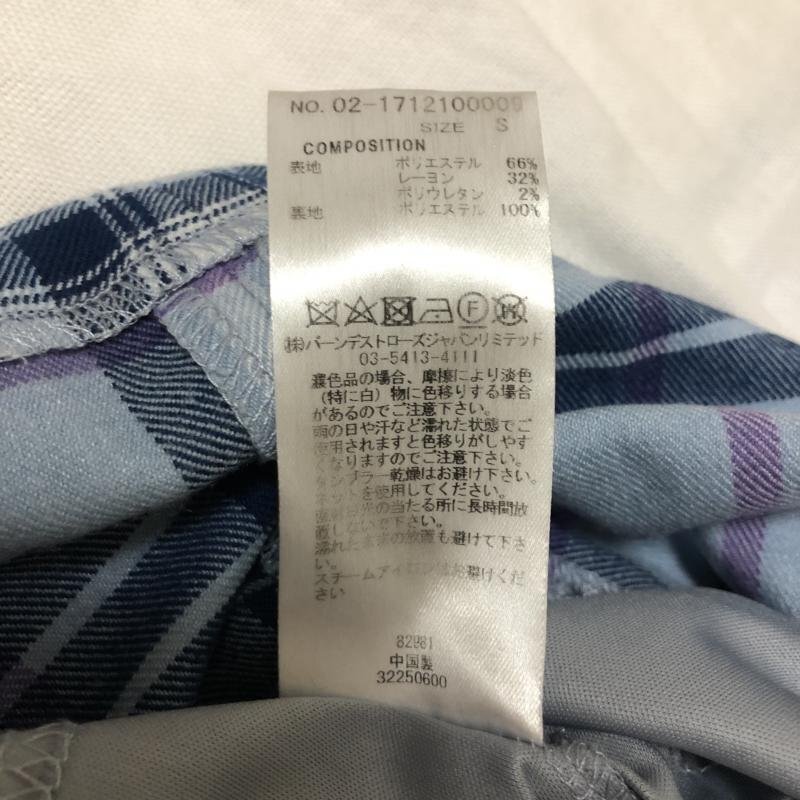 NO. 02-1712100009
SIZE S
COMPOSITION
表地 ポリエステル 66%
レーヨン 32%
ポリウレタン 2%
裏地 ポリエステル 100%
F
(株)バーンデストローズジャパンリミテッド
03-5413-4111
濃色品の場合、摩擦により淡色
(特に白)物に色移りする場合
があるのでご注意下さい。
雨の日や汗など濡れた状態でご
使用されますと色移りがしやす
くなりますのでご注意下さい。
タンブラー乾燥はお避け下さい。
ネットを使用してください。
直射日光の当たる所に長時間放
置しないで下さい。
濡れたままの放置も避けて下さ
い。
スチームアイロンはお避けくだ
さい
82981
中国製
32250600